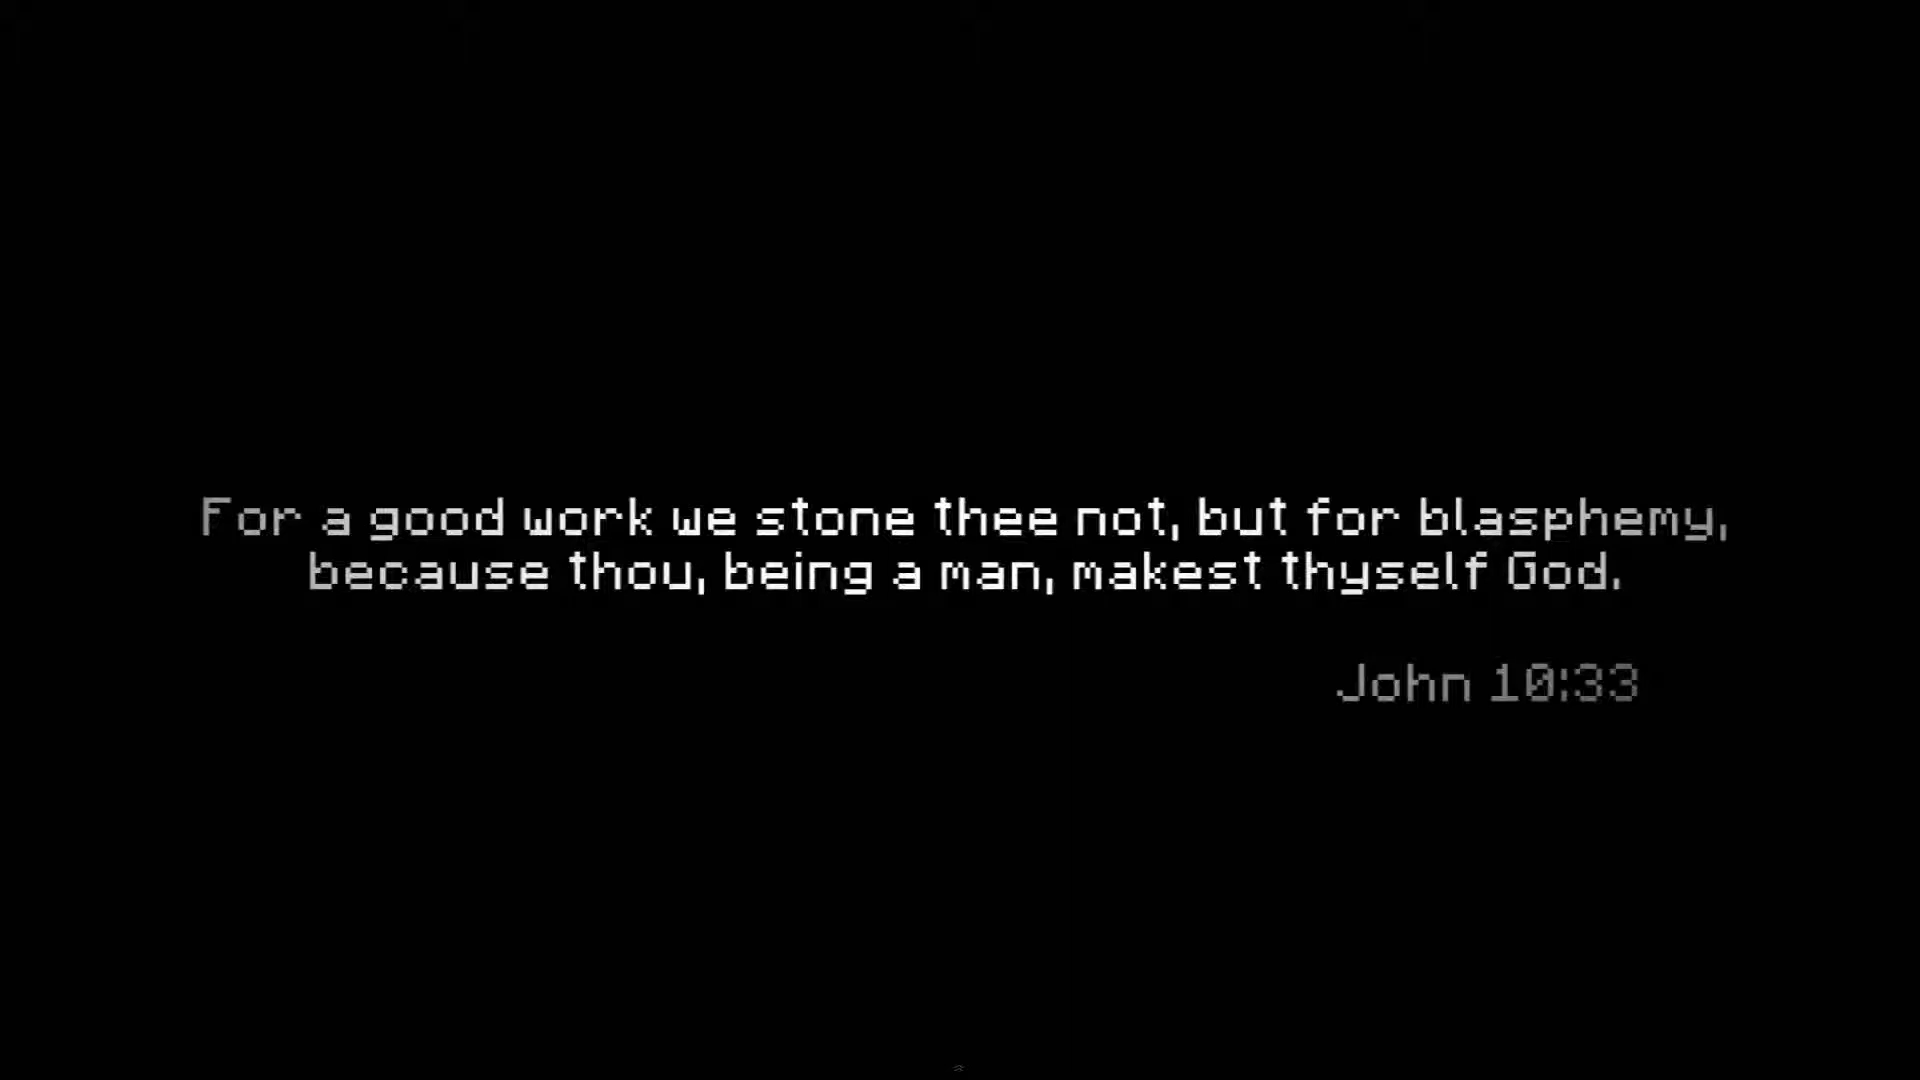 For a good work we stone thee not, but for blasphemy,
because thou, being a man, makest thyself God.
John 10:33